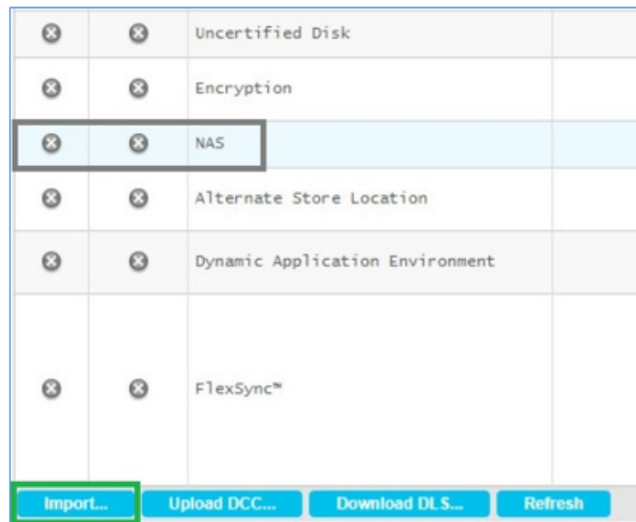 Uncertified Disk
Encryption
NAS
Alternate Store Location
Dynamic Application Environment
FlexSync™
Import... Upload DCC... Download DLS... Refresh